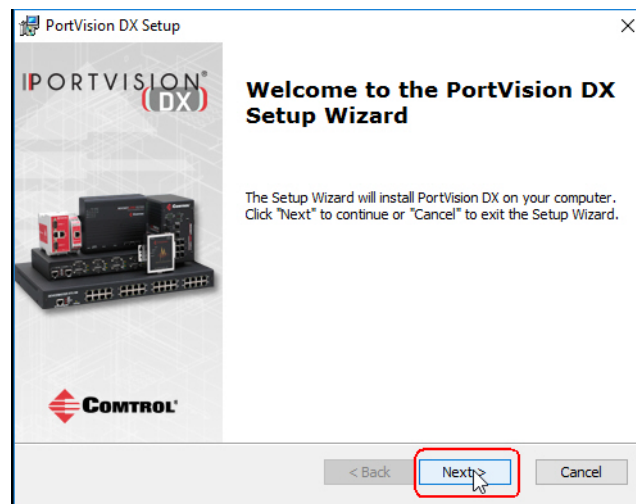 PortVision DX Setup
PORTVISION®
(DX)
Welcome to the PortVision DX
Setup Wizard
The Setup Wizard will install PortVision DX on your computer.
Click "Next" to continue or "Cancel" to exit the Setup Wizard.
COMTROL®
< Back
Next >
Cancel